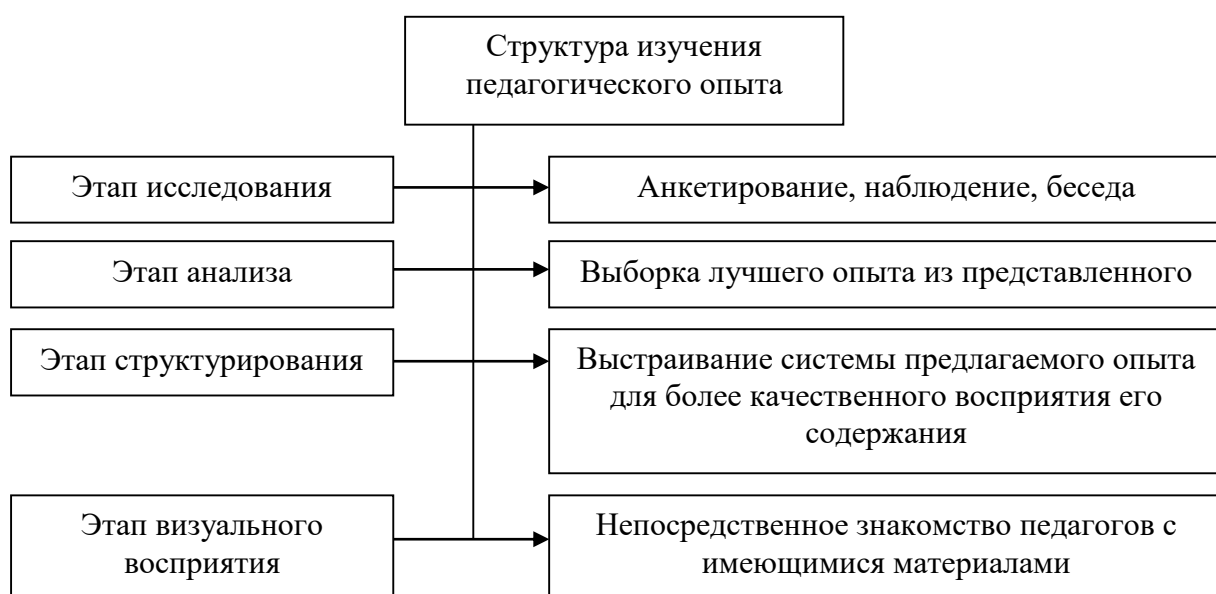 Структура изучения
педагогического опыта
Этап исследования
Анкетирование, наблюдение, беседа
Этап анализа
Выборка лучшего опыта из представленного
Этап структурирования
Выстраивание системы предлагаемого опыта
для более качественного восприятия его
содержания
Этап визуального
восприятия
Непосредственное знакомство педагогов с
имеющимися материалами